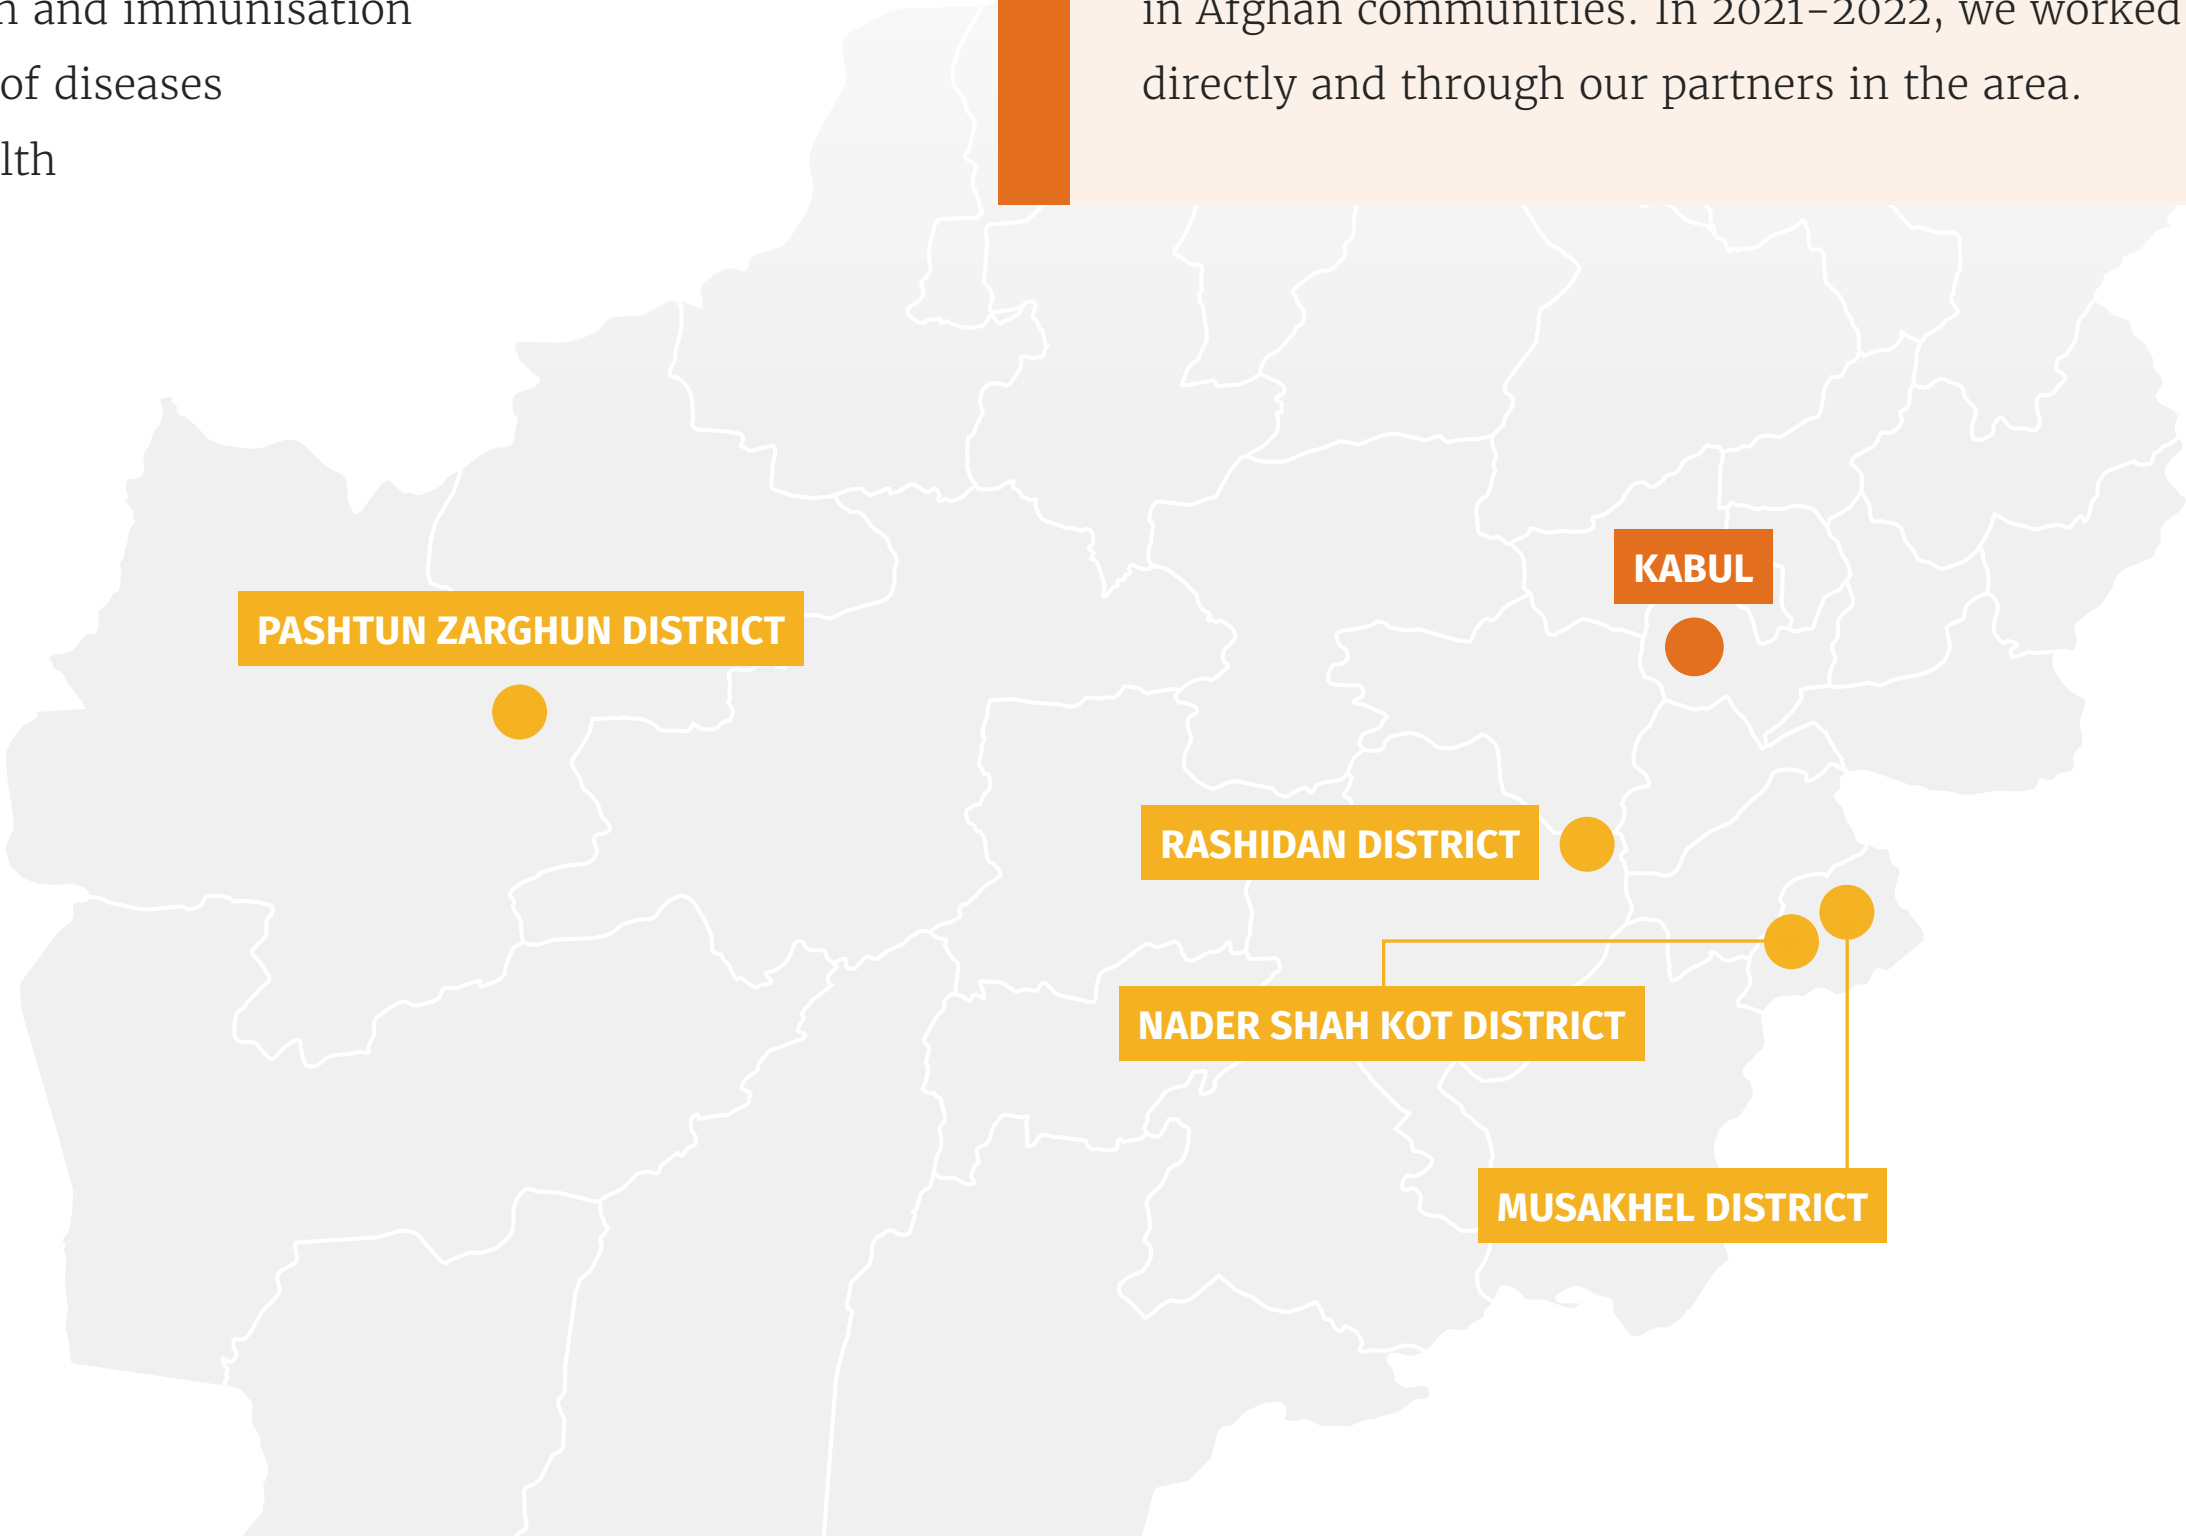 and immunisation
of diseases
in Afghan communities. In 2021–2022, we worked
directly and through our partners in the area.
KABUL
PASHTUN ZARGHUN DISTRICT
RASHIDAN DISTRICT
NADER SHAH KOT DISTRICT
MUSAKHEL DISTRICT